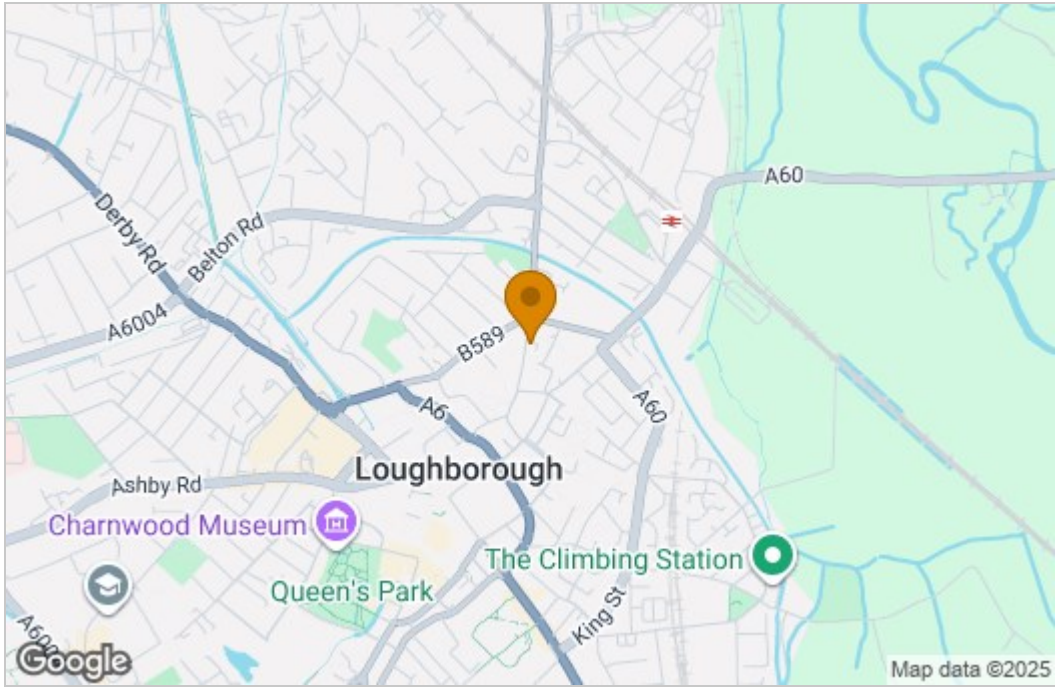 A60
Derby Rd
Belton Rd
A6004
B589
A6
A60
Loughborough
Ashby Rd
Charnwood Museum
The Climbing Station
Queen's Park
King St
Google
Map data ©2025